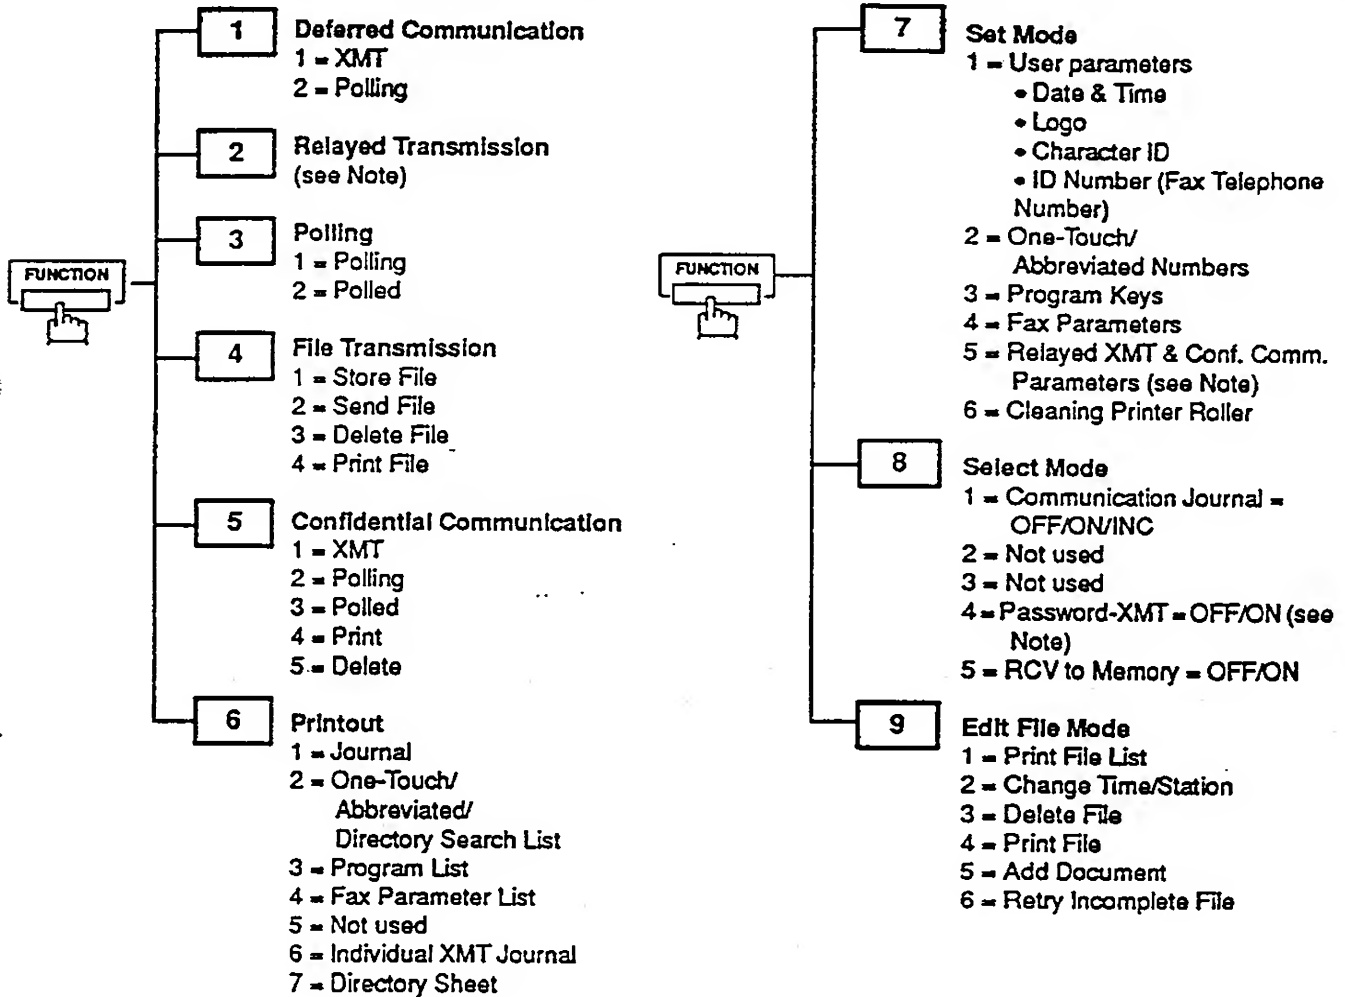 1 Deferred Communication
1 = XMT
2 = Polling
2 Relayed Transmission
(see Note)
3 Polling
1 = Polling
2 = Polled
FUNCTION
4 File Transmission
1 = Store File
2 = Send File
3 = Delete File
4 = Print File
5 Confidential Communication
1 = XMT
2 = Polling
3 = Polled
4 = Print
5 = Delete
6 Printout
1 = Journal
2 = One-Touch/
Abbreviated/
Directory Search List
3 = Program List
4 = Fax Parameter List
5 = Not used
6 = Individual XMT Journal
7 = Directory Sheet
7 Set Mode
1 = User parameters
• Date & Time
• Logo
• Character ID
• ID Number (Fax Telephone
Number)
2 = One-Touch/
Abbreviated Numbers
FUNCTION
3 = Program Keys
4 = Fax Parameters
5 = Relayed XMT & Conf. Comm.
Parameters (see Note)
6 = Cleaning Printer Roller
8 Select Mode
1 = Communication Journal =
OFF/ON/INC
2 = Not used
3 = Not used
4 = Password-XMT = OFF/ON (see
Note)
5 = RCV to Memory = OFF/ON
9 Edit File Mode
1 = Print File List
2 = Change Time/Station
3 = Delete File
4 = Print File
5 = Add Document
6 = Retry Incomplete File